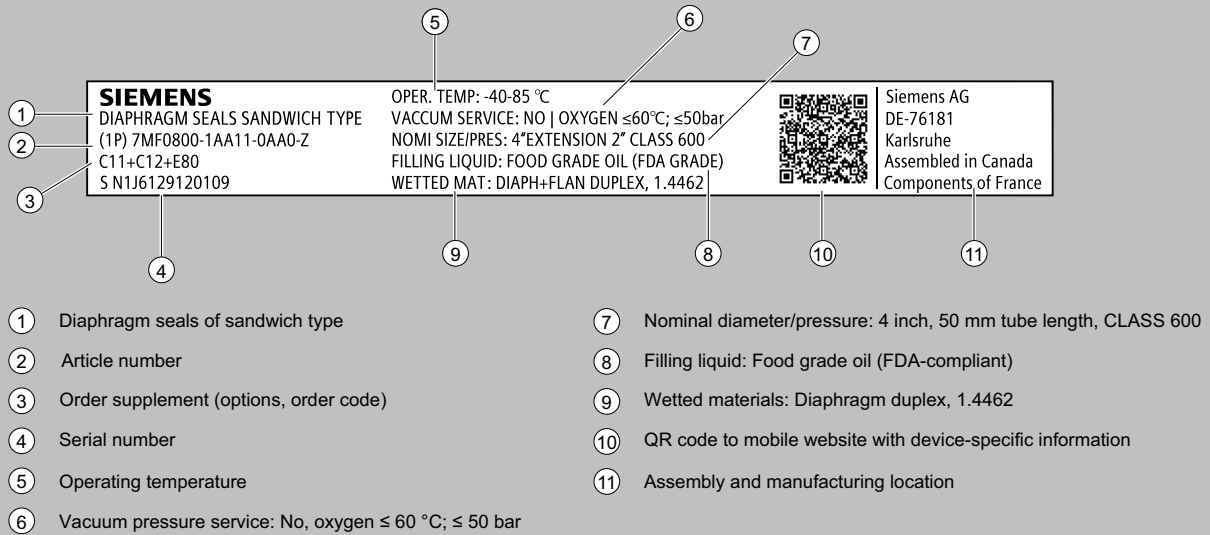 5
6
7
SIEMENS
1 DIAPHRAGM SEALS SANDWICH TYPE
2 (1P) 7MF0800-1AA11-0AA0-Z
C11+C12+E80
3 S N1J6129120109
OPER. TEMP: -40-85 °C
VACCUM SERVICE: NO | OXYGEN ≤60°C; ≤50bar
NOMI SIZE/PRES: 4"EXTENSION 2" CLASS 600
FILLING LIQUID: FOOD GRADE OIL (FDA GRADE)
WETTED MAT: DIAPH+FLAN DUPLEX, 1.4462
Siemens AG
DE-76181
Karlsruhe
Assembled in Canada
Components of France
4
9
8
10
11
1 Diaphragm seals of sandwich type
2 Article number
3 Order supplement (options, order code)
4 Serial number
5 Operating temperature
6 Vacuum pressure service: No, oxygen ≤ 60 °C; ≤ 50 bar
7 Nominal diameter/pressure: 4 inch, 50 mm tube length, CLASS 600
8 Filling liquid: Food grade oil (FDA-compliant)
9 Wetted materials: Diaphragm duplex, 1.4462
10 QR code to mobile website with device-specific information
11 Assembly and manufacturing location